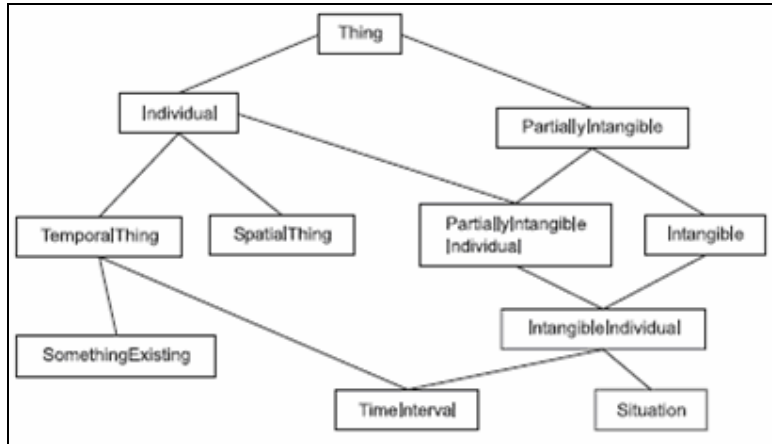 Thing
Individual
PartiallyIntangible
TemporalThing
SpatialThing
PartiallyIntangible
Individual
Intangible
IntangibleIndividual
SomethingExisting
TimeInterval
Situation